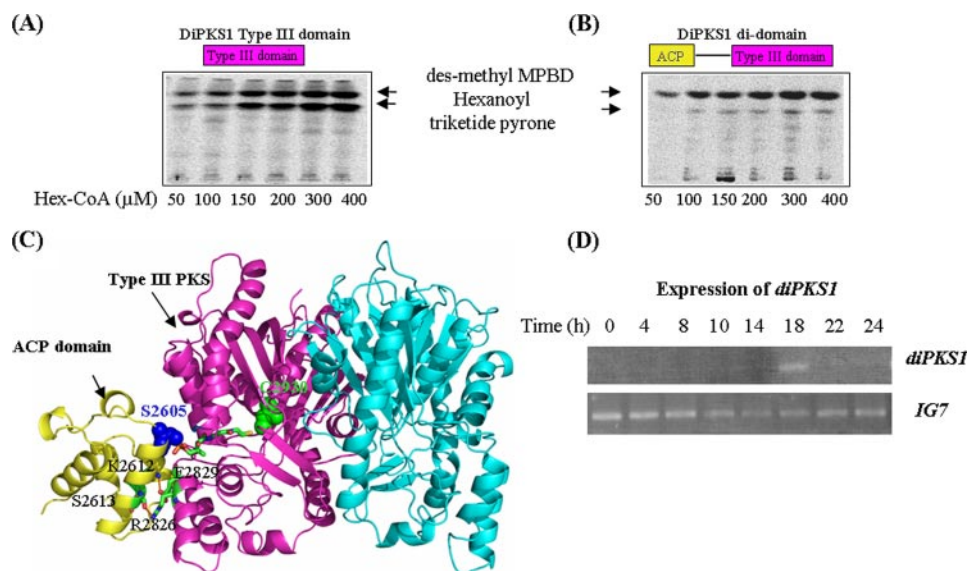 (A)
DiPKS1 Type III domain
Type III domain
des-methyl MPBD
Hexanoyl
triketide pyrone
Hex-CoA (µM) 50 100 150 200 300 400
(B)
DiPKS1 di-domain
ACP Type III domain
50 100 150 200 300 400
(C)
Type III PKS
ACP domain
S2605
C2930
K2612
E2829
S2613
R2826
(D)
Expression of diPKS1
Time (h) 0 4 8 10 14 18 22 24
diPKS1
IG7